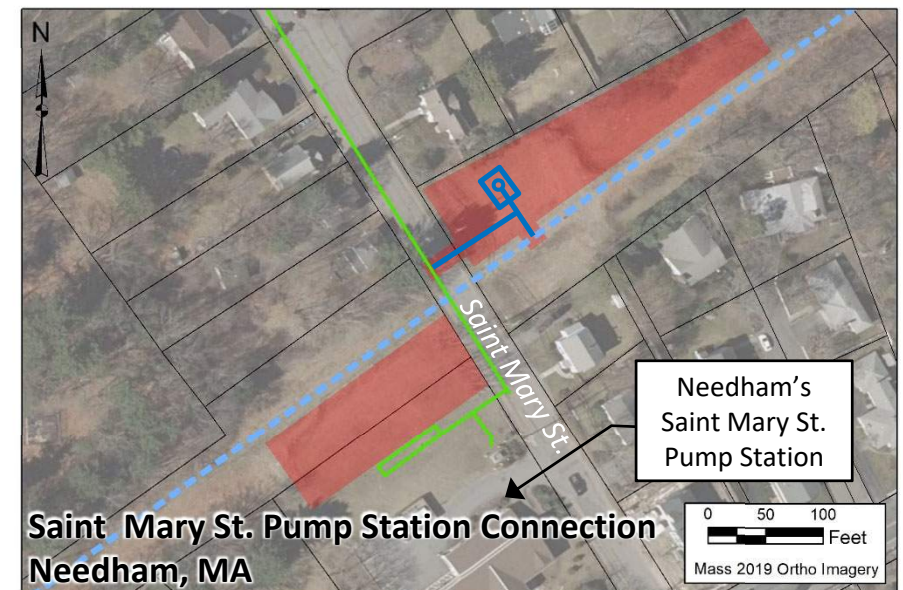 N
Saint Mary St.
Needham's
Saint Mary St.
Pump Station
Saint Mary St. Pump Station Connection
Needham, MA
0 50 100
Feet
Mass 2019 Ortho Imagery